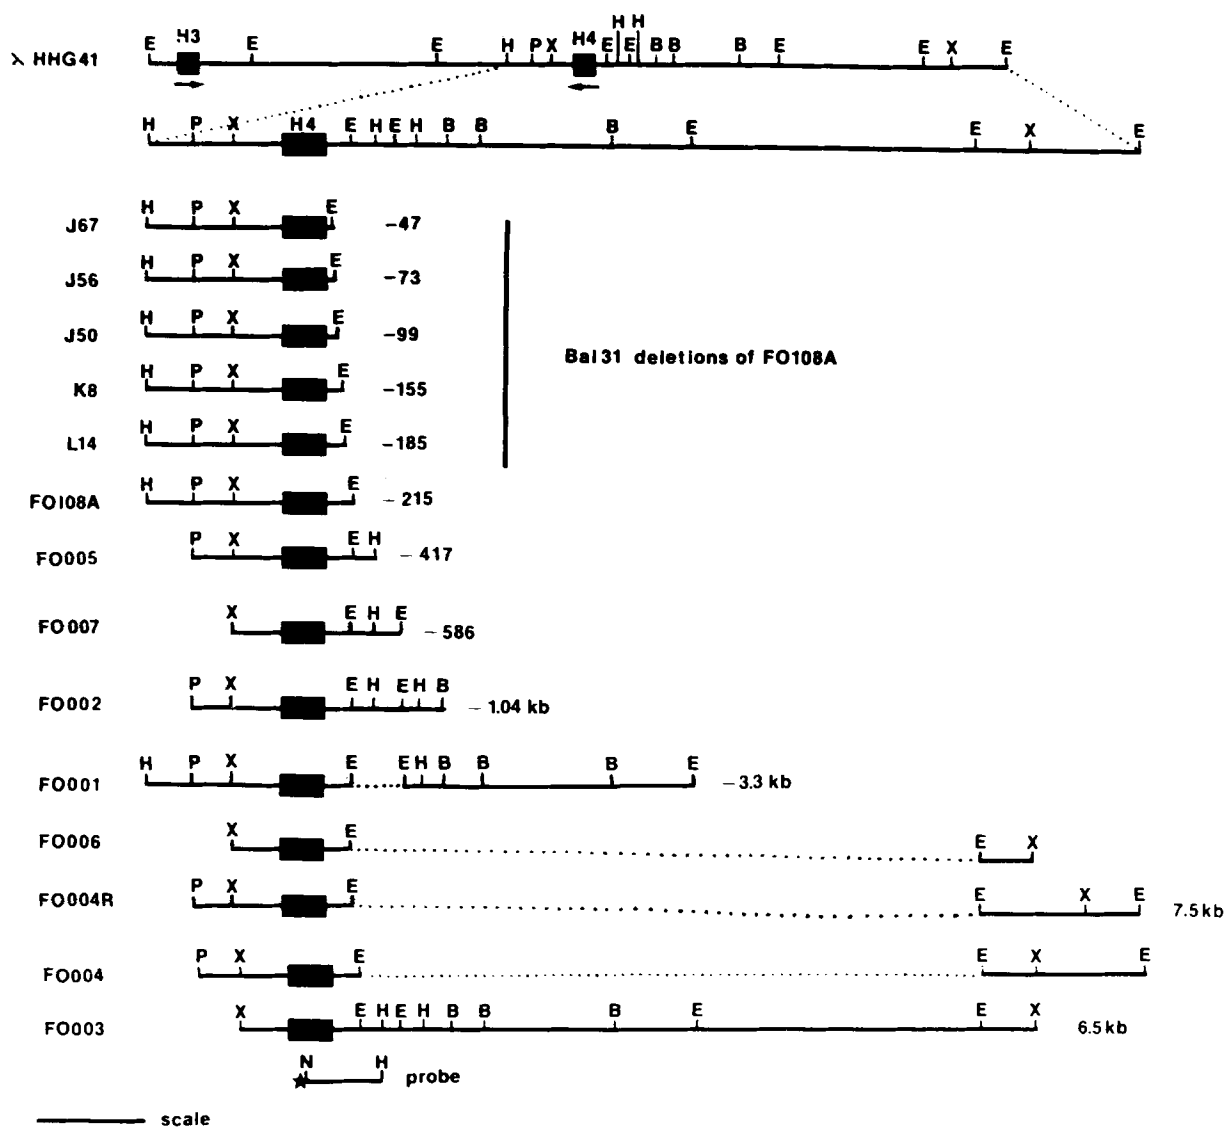 H H
E H3 E E H P X H4 E E B B B E E X E
λ HHG41
H P X H4 E H E H B B B E E X E
H P X E
J67 -47
H P X E
J56 -73
H P X E
J50 -99
Bal 31 deletions of FO108A
H P X E
K8 -155
H P X E
L14 -185
H P X E
FO108A - 215
P X E H
FO005 - 417
X E H E
FO007 - 586
P X E H E H B
FO002 - 1.04 kb
H P X E E H B B B E
FO001 - 3.3 kb
X E E X
FO006
P X E E X E
FO004R 7.5 kb
P X E E X E
FO004
X E H E H B B B E E X
FO003 6.5 kb
N H
probe
scale